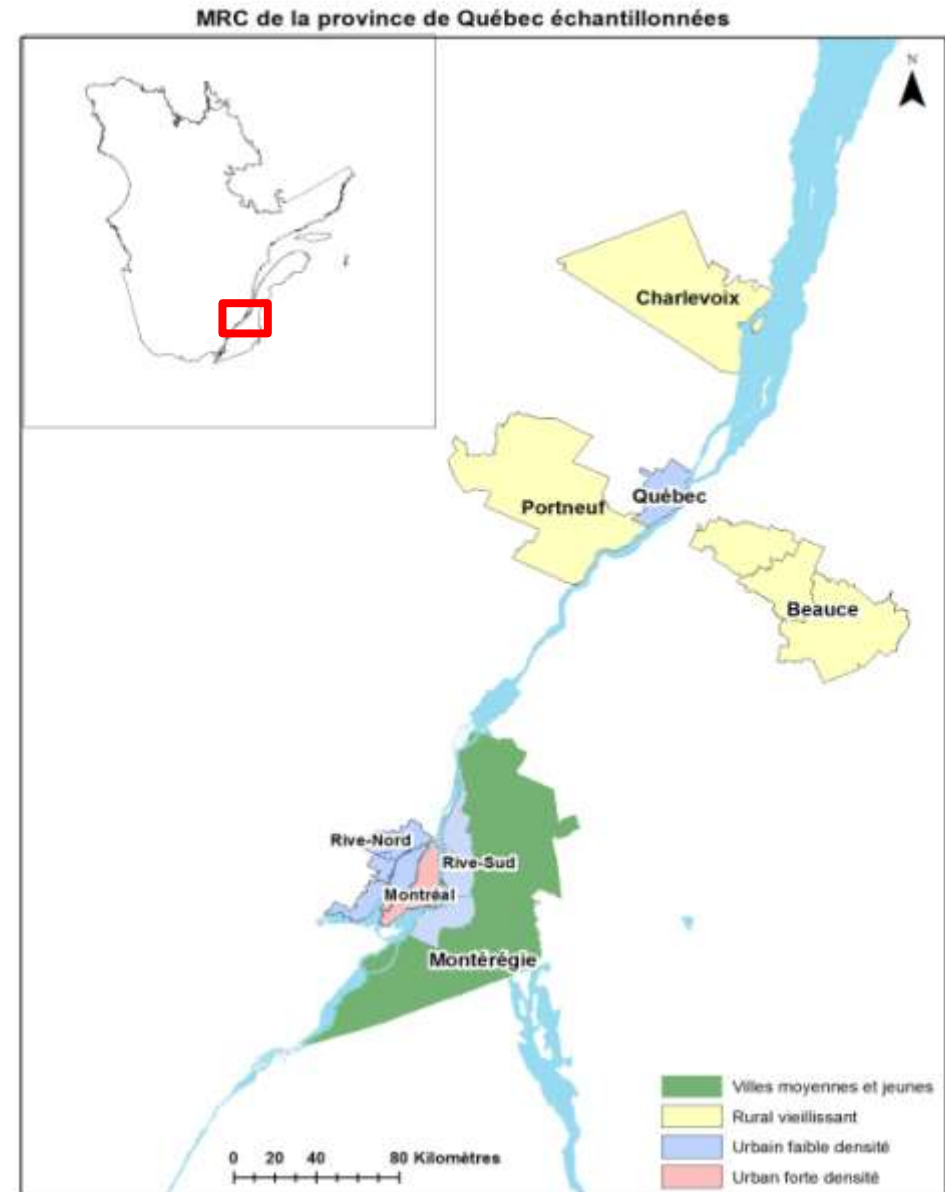 MRC de la province de Québec échantillonnées
N
Charlevoix
Québec
Portneuf
Beauce
Rive-Nord
Rive-Sud
Montréal
Montérégie
Villes moyennes et jeunes
Rural vieillissant
Urbain faible densité
Urban forte densité
0 20 40 80 Kilomètres